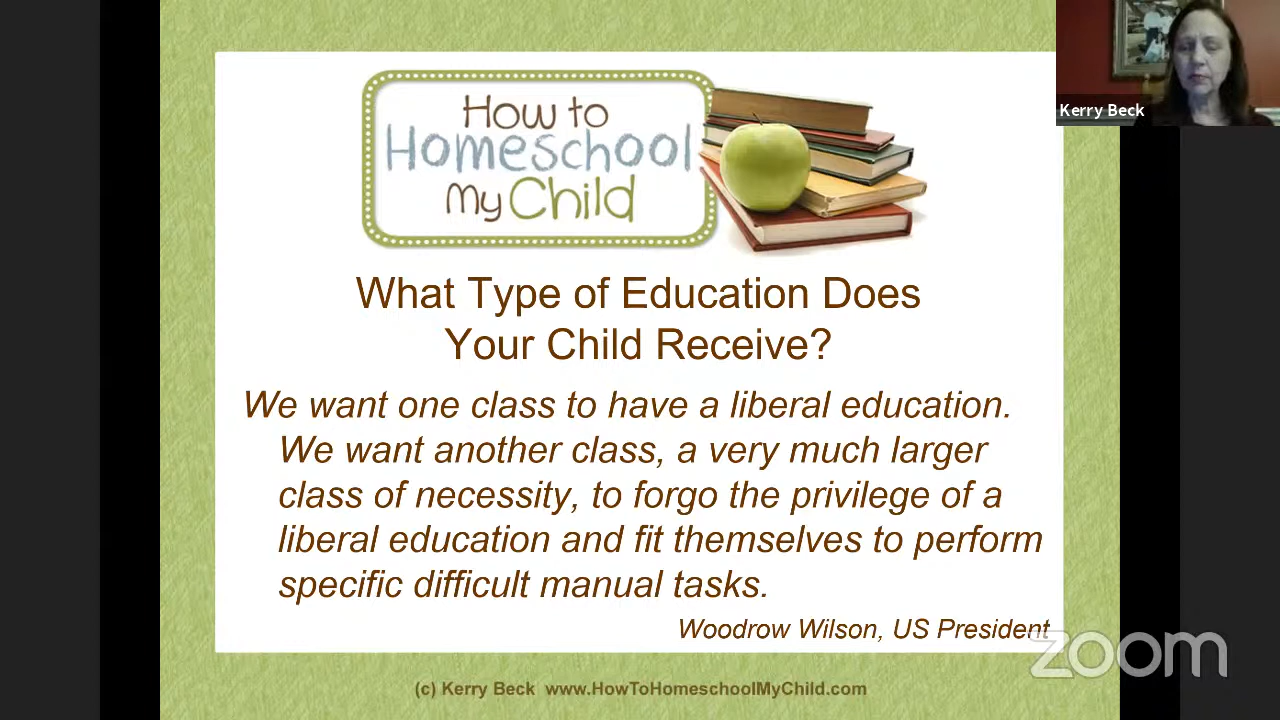 How to
Homeschool
My Child
Kerry Beck
What Type of Education Does
Your Child Receive?
We want one class to have a liberal education.
We want another class, a very much larger
class of necessity, to forgo the privilege of a
liberal education and fit themselves to perform
specific difficult manual tasks.
Woodrow Wilson, US President
zoom
(c) Kerry Beck www.HowToHomeschoolMyChild.com